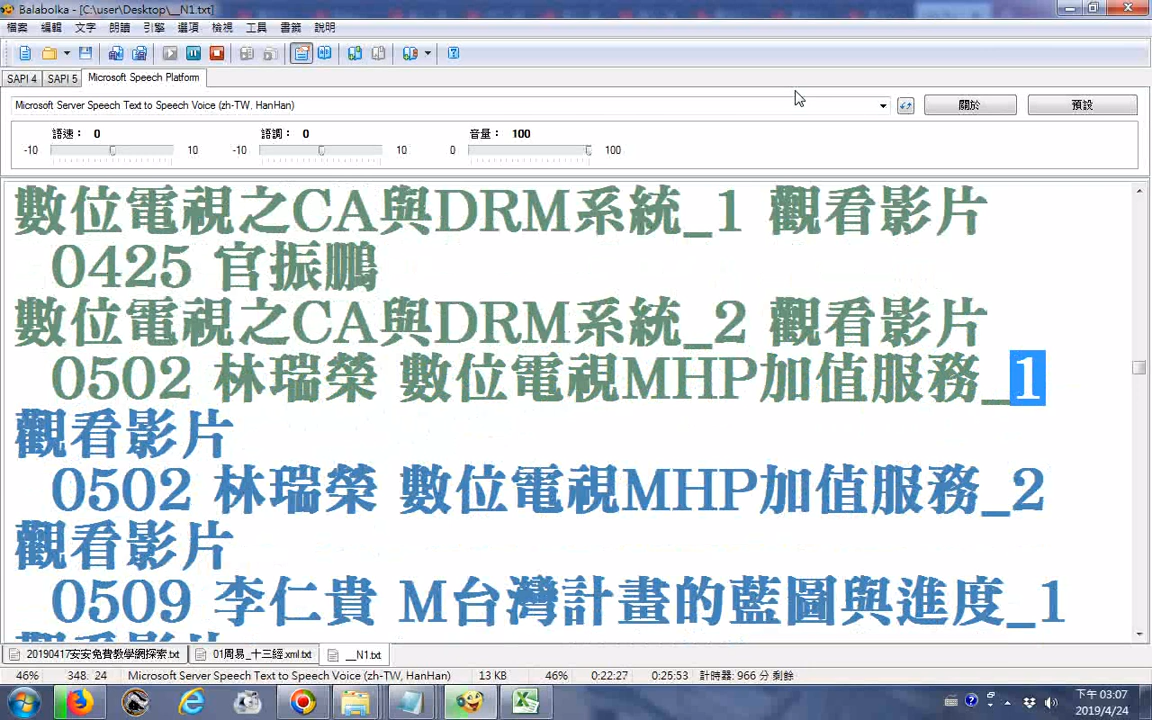 Balabolka - [C:\user\Desktop\__N1.txt]
檔案 編輯 文字 朗讀 引擎 選項 檢視 工具 書籤 說明
SAPI 4 SAPI 5 Microsoft Speech Platform
Microsoft Server Speech Text to Speech Voice (zh-TW, HanHan) 關於 預設
語速： 0 語調： 0 音量： 100
-10 10 -10 10 0 100
數位電視之CA與DRM系統_1 觀看影片
0425 官振鵬
數位電視之CA與DRM系統_2 觀看影片
0502 林瑞榮 數位電視MHP加值服務_1
觀看影片
0502 林瑞榮 數位電視MHP加值服務_2
觀看影片
0509 李仁貴 M台灣計畫的藍圖與進度_1
觀看影片
20190417安安免費教學網探索.txt 01周易_十三經.xml.txt __N1.txt
46% 348: 24 Microsoft Server Speech Text to Speech Voice (zh-TW, HanHan) 13 KB 46% 0:22:27 0:25:53 計時器: 966 分 剩餘
下午 03:07
2019/4/24